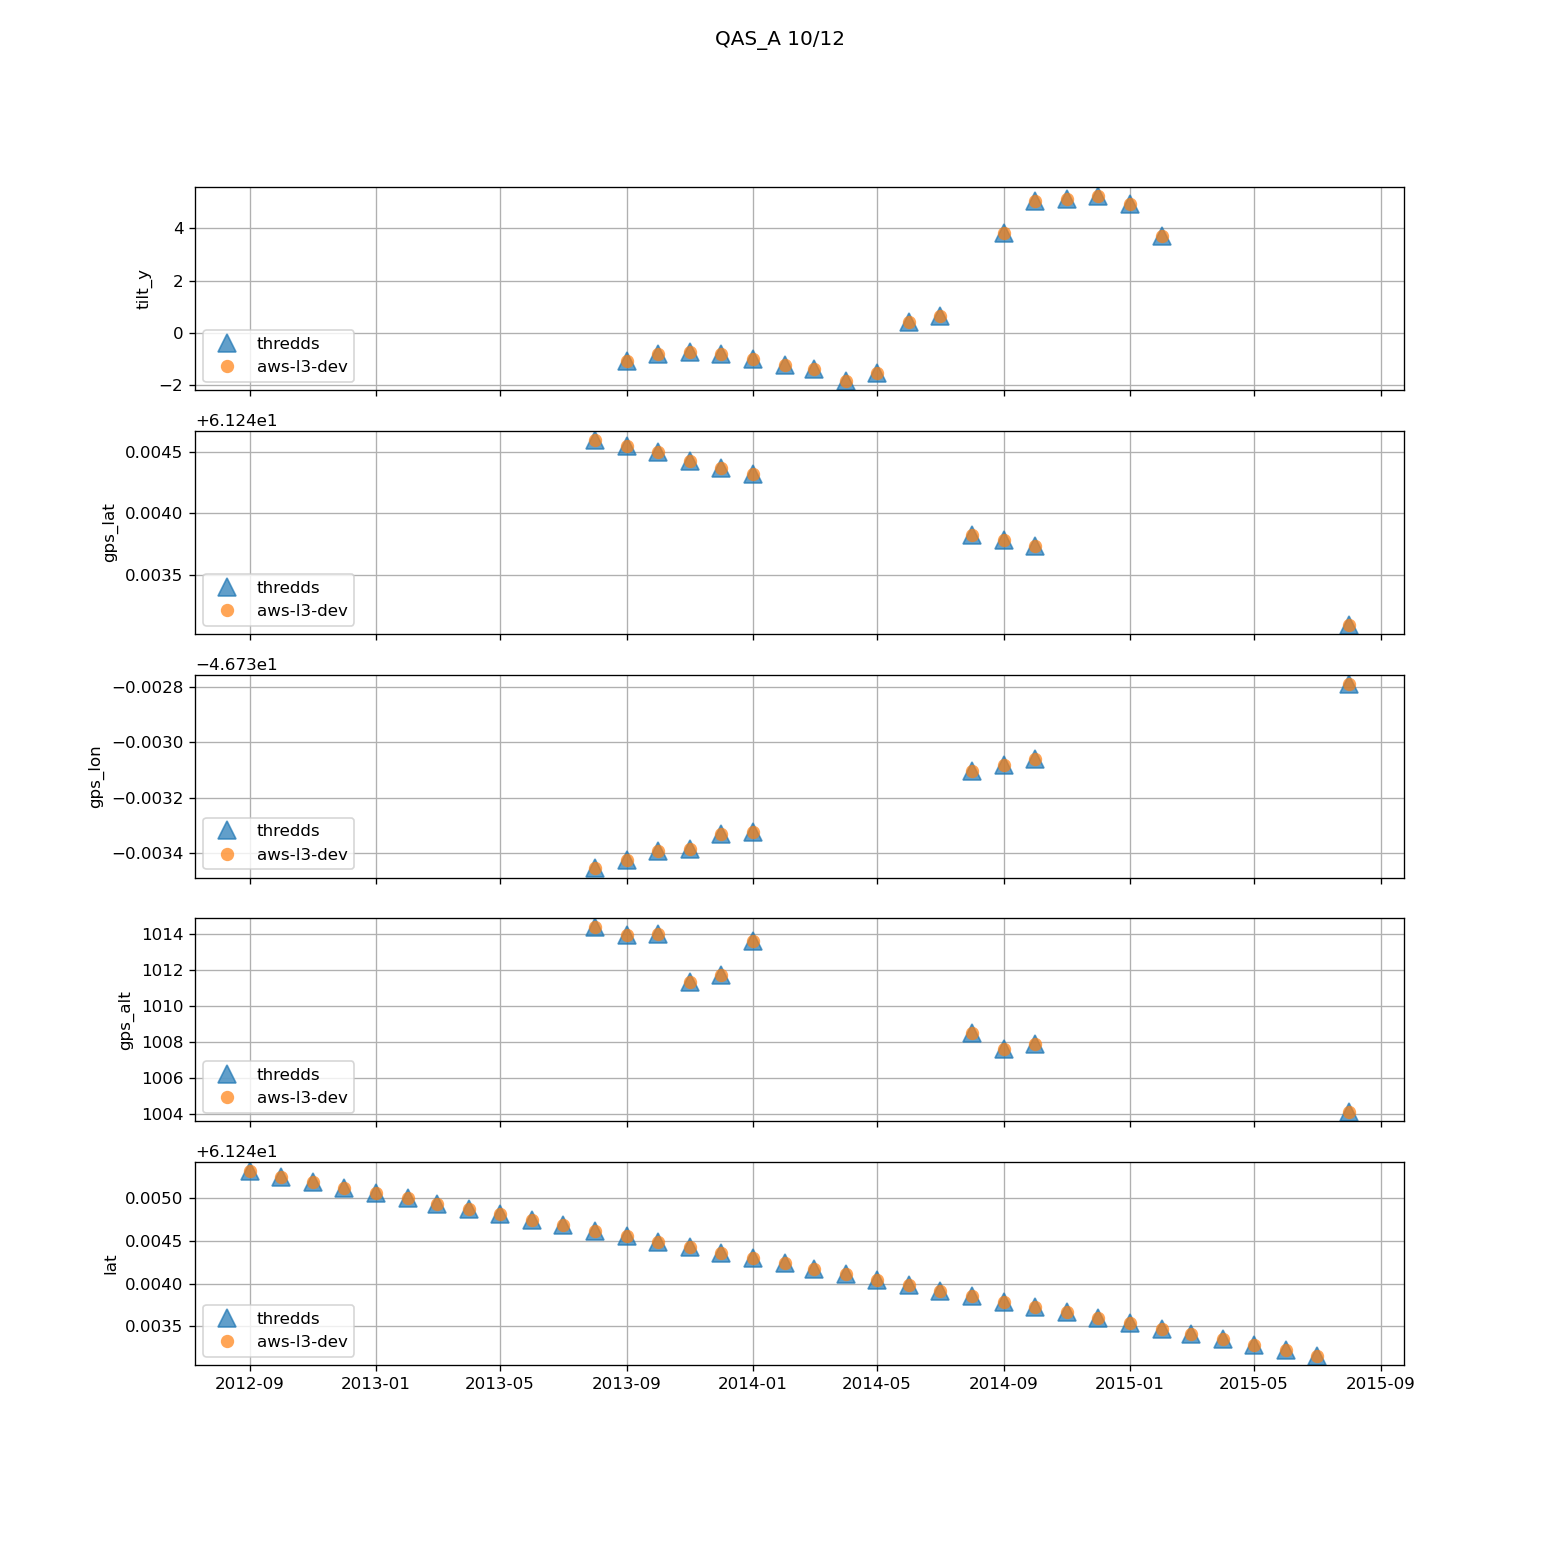 QAS_A 10/12
4
2
0
−2
tilt_y
thredds
aws-l3-dev
+6.124e1
0.0045
0.0040
0.0035
gps_lat
thredds
aws-l3-dev
−4.673e1
−0.0028
−0.0030
−0.0032
−0.0034
gps_lon
thredds
aws-l3-dev
1014
1012
1010
1008
1006
1004
gps_alt
thredds
aws-l3-dev
+6.124e1
0.0050
0.0045
0.0040
0.0035
lat
thredds
aws-l3-dev
2012-09 2013-01 2013-05 2013-09 2014-01 2014-05 2014-09 2015-01 2015-05 2015-09